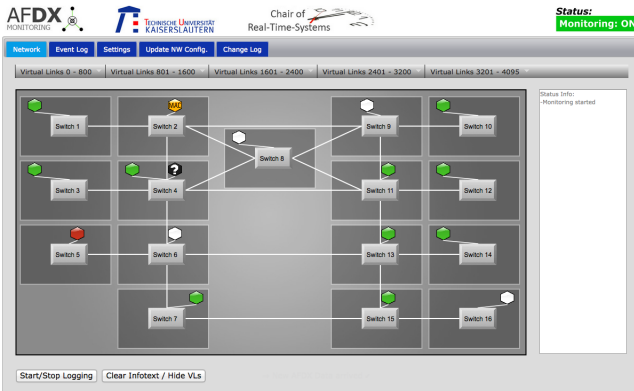 AFDX
MONITORING
TECHNISCHE UNIVERSITÄT
KAISERSLAUTERN
Chair of
Real-Time-Systems
Status:
Monitoring: ON
Network
Event Log
Settings
Update NW Config.
Change Log
Virtual Links 0 - 800
Virtual Links 801 - 1600
Virtual Links 1601 - 2400
Virtual Links 2401 - 3200
Virtual Links 3201 - 4095
Status Info:
-Monitoring started
MAC
Switch 1
Switch 2
Switch 9
Switch 10
Switch 8
?
Switch 3
Switch 4
Switch 11
Switch 12
Switch 5
Switch 6
Switch 13
Switch 14
Switch 7
Switch 15
Switch 16
Start/Stop Logging
Clear Infotext / Hide VLs